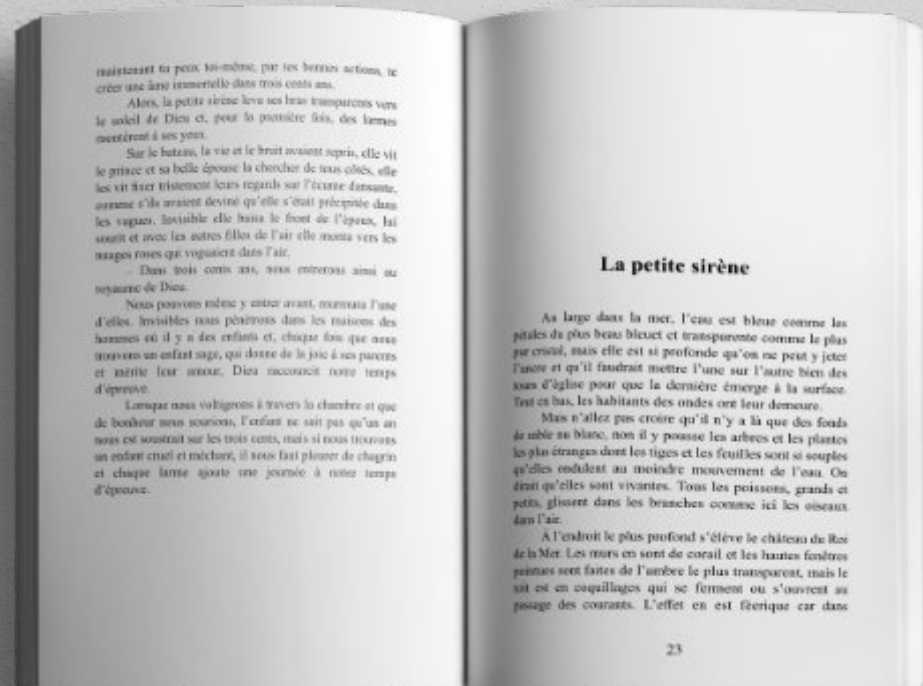 maintenant tu peux toi-même, par tes bonnes actions, te
créer une âme immortelle dans trois cents ans.
Alors, la petite sirène leva ses bras transparents vers
le soleil de Dieu et, pour la première fois, des larmes
montèrent à ses yeux.
Sur le bateau, la vie et le bruit avaient repris, elle vit
le prince et sa belle épouse la chercher de tous côtés, elle
les vit fixer tristement leurs regards sur l'écume dansante,
comme s'ils avaient deviné qu'elle s'était précipitée dans
les vagues. Invisible elle baisa le front de l'époux, lui
sourit et avec les autres filles de l'air elle monta vers les
nuages roses qui voguaient dans l'air.
– Dans trois cents ans, nous entrerons ainsi au
royaume de Dieu.
Nous pouvons même y entrer avant, murmura l'une
d'elles. Invisibles nous pénétrons dans les maisons des
hommes où il y a des enfants et, chaque fois que nous
trouvons un enfant sage, qui donne de la joie à ses parents
et mérite leur amour, Dieu raccourcit notre temps
d'épreuve.
Lorsque nous voltigeons à travers la chambre et que
de bonheur nous sourions, l'enfant ne sait pas qu'un an
nous est soustrait sur les trois cents, mais si nous trouvons
un enfant cruel et méchant, il nous faut pleurer de chagrin
et chaque larme ajoute une journée à notre temps
d'épreuve.
La petite sirène
Au large dans la mer, l'eau est bleue comme les
pétales du plus beau bleuet et transparente comme le plus
pur cristal, mais elle est si profonde qu'on ne peut y jeter
l'ancre et qu'il faudrait mettre l'une sur l'autre bien des
tours d'église pour que la dernière émerge à la surface.
Tout en bas, les habitants des ondes ont leur demeure.
Mais n'allez pas croire qu'il n'y a là que des fonds
de sable nu blanc, non il y pousse les arbres et les plantes
les plus étranges dont les tiges et les feuilles sont si souples
qu'elles ondulent au moindre mouvement de l'eau. On
dirait qu'elles sont vivantes. Tous les poissons, grands et
petits, glissent dans les branches comme ici les oiseaux
dans l'air.
À l'endroit le plus profond s'élève le château du Roi
de la Mer. Les murs en sont de corail et les hautes fenêtres
pointues sont faites de l'ambre le plus transparent, mais le
toit est en coquillages qui se ferment ou s'ouvrent au
passage des courants. L'effet en est féerique car dans
23